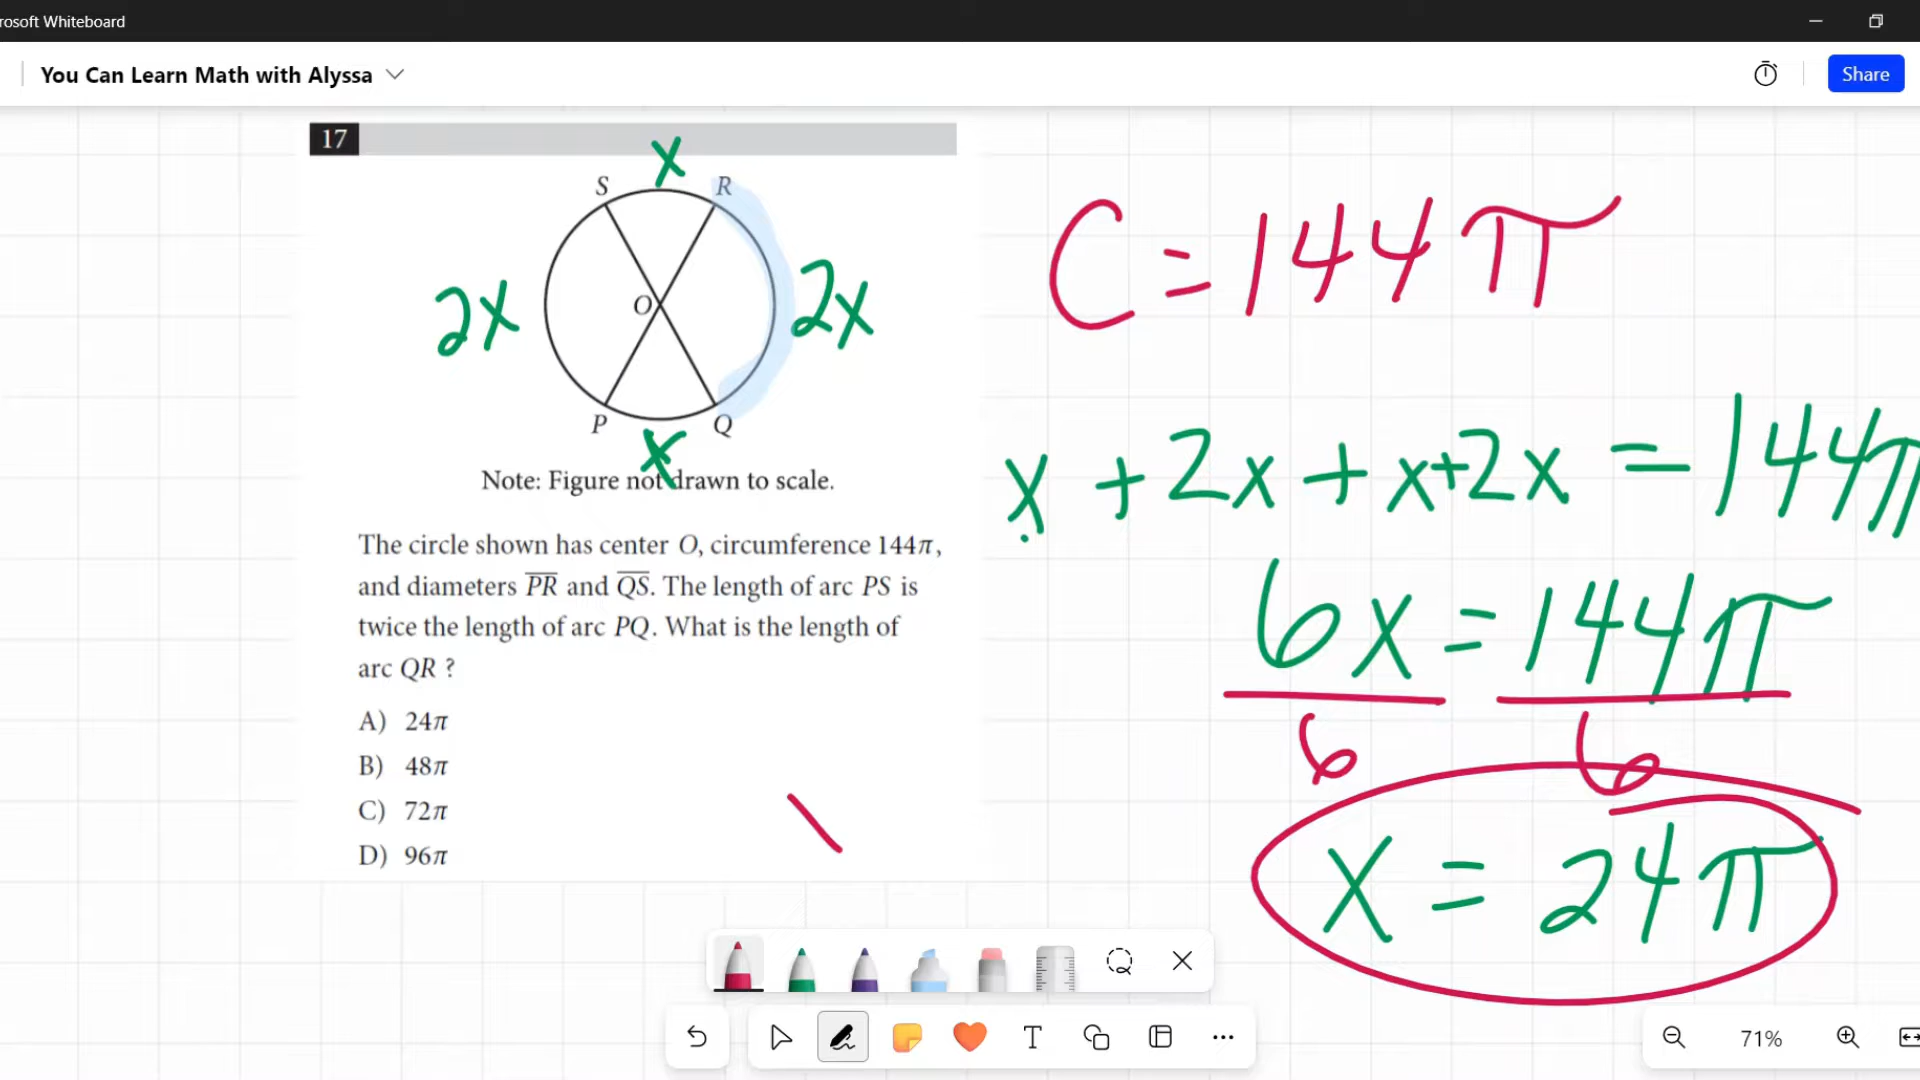 rosoft Whiteboard
You Can Learn Math with Alyssa
Share
17
X
S
R
2x
O
2x
P
Q
x
Note: Figure not drawn to scale.
The circle shown has center O, circumference 144π,
and diameters P̅R̅ and Q̅S̅. The length of arc PS is
twice the length of arc PQ. What is the length of
arc QR ?
A) 24π
B) 48π
C) 72π
D) 96π
C = 144π
x + 2x + x + 2x = 144π
6x = 144π
6 6
x = 24π
T
71%